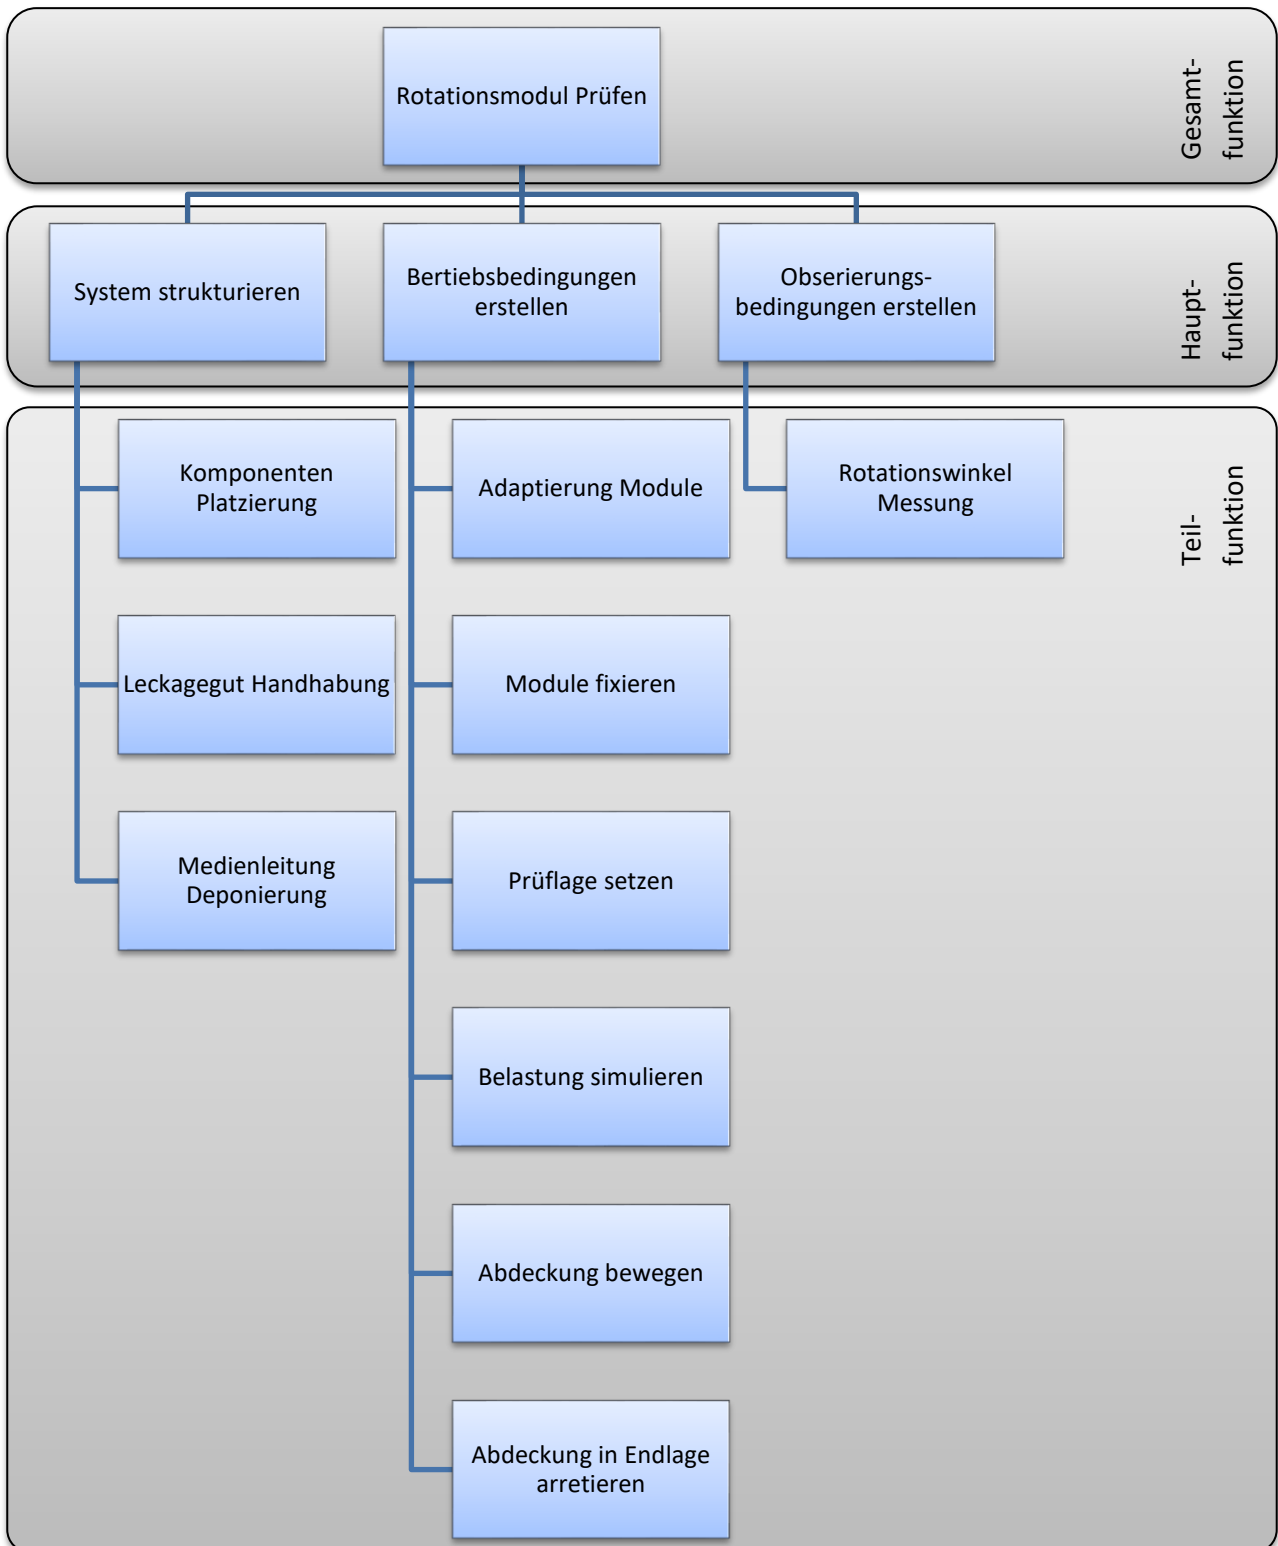 Rotationsmodul Prüfen
Gesamt-
funktion
System strukturieren
Bertiebsbedingungen
erstellen
Obserierungs-
bedingungen erstellen
Haupt-
funktion
Komponenten
Platzierung
Adaptierung Module
Rotationswinkel
Messung
Teil-
funktion
Leckagegut Handhabung
Module fixieren
Medienleitung
Deponierung
Prüflage setzen
Belastung simulieren
Abdeckung bewegen
Abdeckung in Endlage
arretieren